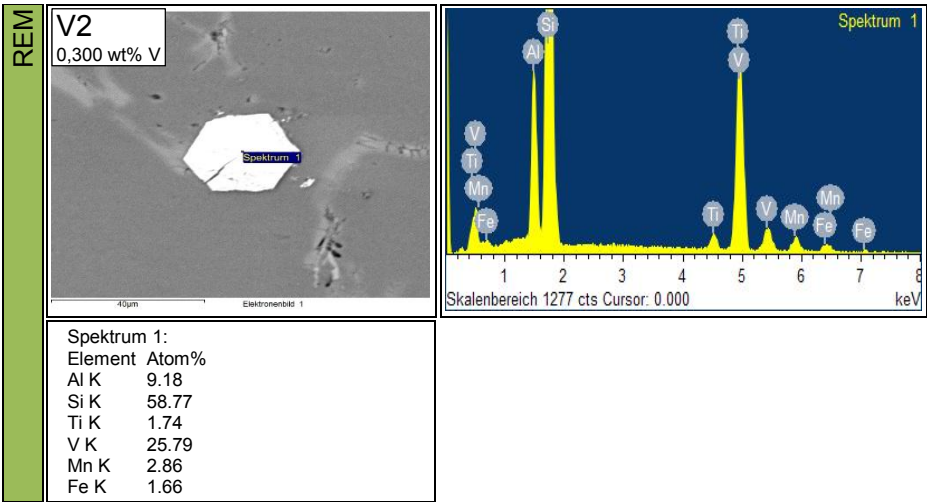 REM
V2
0,300 wt% V
Spektrum 1
40µm
Elektronenbild 1
Spektrum 1
Si
Ti
Al
V
V
Ti
Mn
Mn
Fe
Ti
V
Mn
Fe
Fe
1 2 3 4 5 6 7 8
Skalenbereich 1277 cts Cursor: 0.000 keV
Spektrum 1:
Element Atom%
Al K 9.18
Si K 58.77
Ti K 1.74
V K 25.79
Mn K 2.86
Fe K 1.66